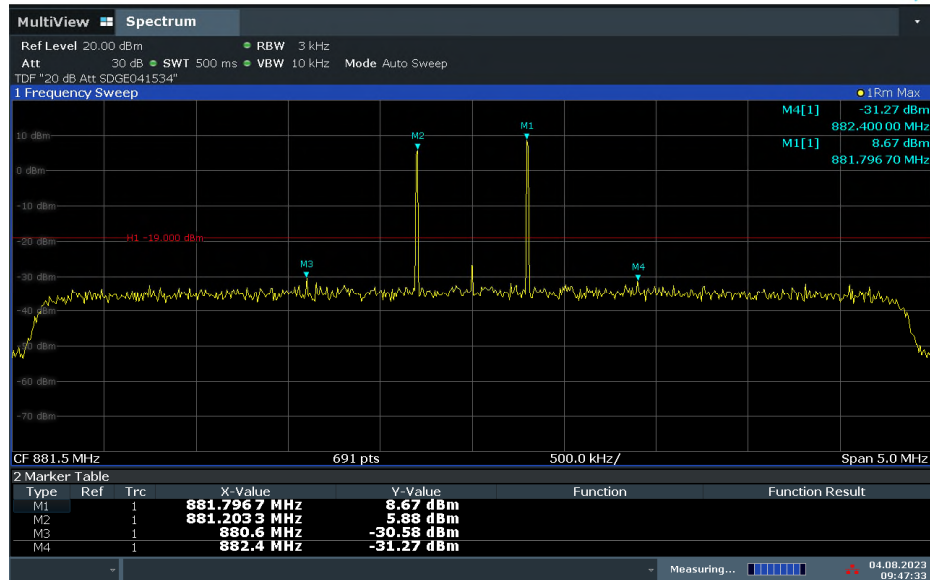 MultiView Spectrum
Ref Level 20.00 dBm RBW 3 kHz
Att 30 dB SWT 500 ms VBW 10 kHz Mode Auto Sweep
TDF "20 dB Att SDGE041534"
1 Frequency Sweep 1Rm Max
M4[1] -31.27 dBm
882.400 00 MHz
M1[1] 8.67 dBm
881.796 70 MHz
M1
M2
10 dBm
0 dBm
-10 dBm
H1 -19.000 dBm
-20 dBm
M3
M4
-30 dBm
-40 dBm
-50 dBm
-60 dBm
-70 dBm
CF 881.5 MHz 691 pts 500.0 kHz/ Span 5.0 MHz
2 Marker Table
Type Ref Trc X-Value Y-Value Function Function Result
M1 1 881.796 7 MHz 8.67 dBm
M2 1 881.203 3 MHz 5.88 dBm
M3 1 880.6 MHz -30.58 dBm
M4 1 882.4 MHz -31.27 dBm
Measuring... 04.08.2023
09:47:33